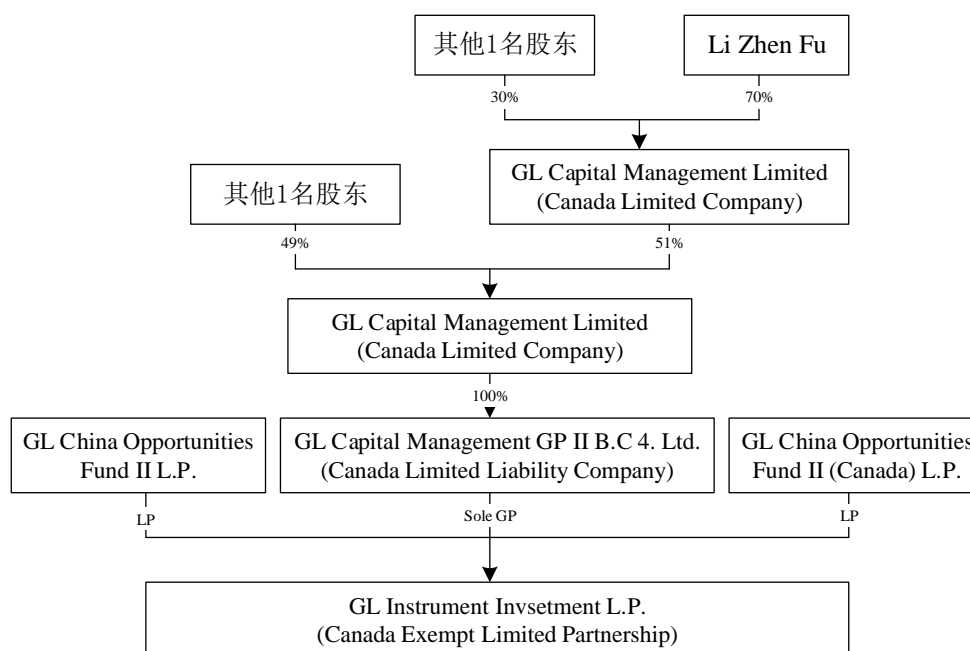 其他1名股东
Li Zhen Fu
30%
70%
GL Capital Management Limited
(Canada Limited Company)
其他1名股东
49%
51%
GL Capital Management Limited
(Canada Limited Company)
100%
GL China Opportunities
Fund II L.P.
GL Capital Management GP II B.C 4. Ltd.
(Canada Limited Liability Company)
GL China Opportunities
Fund II (Canada) L.P.
LP
Sole GP
LP
GL Instrument Invsetment L.P.
(Canada Exempt Limited Partnership)